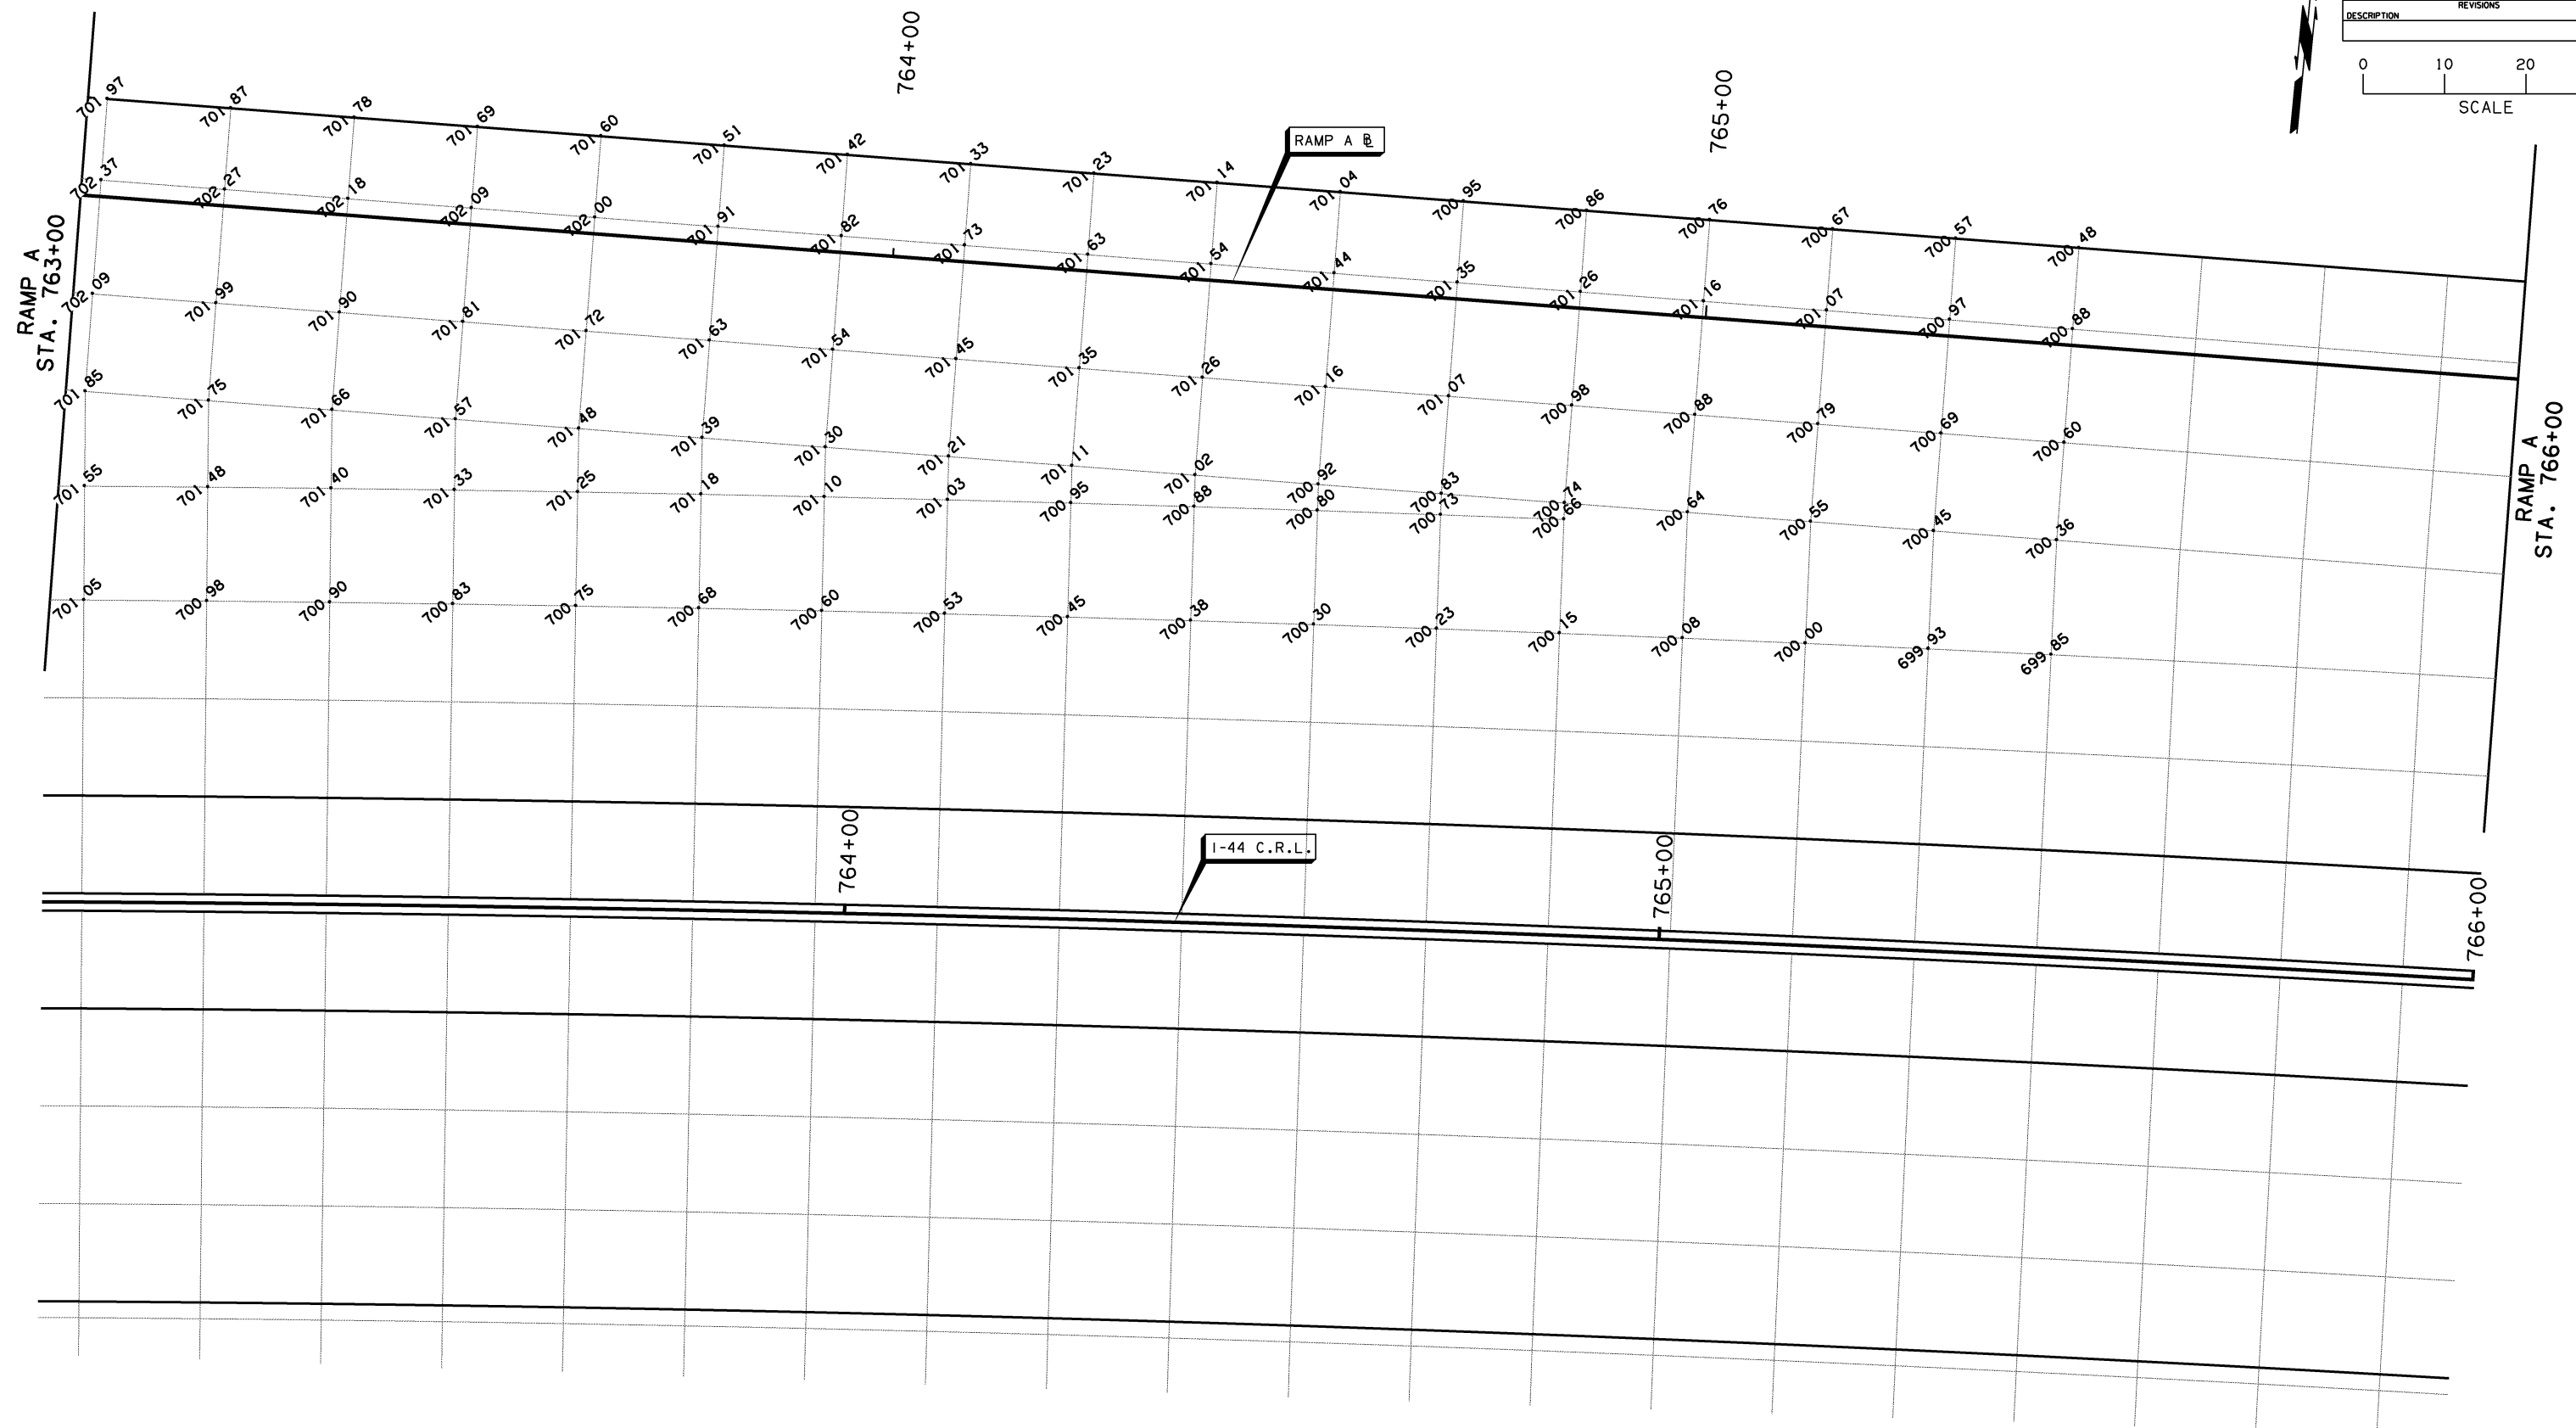 REVISIONS
DESCRIPTION
0 10 20
SCALE
764+00
765+00
RAMP A ℄
701.97 701.87 701.78 701.69 701.60 701.51 701.42 701.33 701.23 701.14 701.04 700.95 700.86 700.76 700.67 700.57 700.48
702.37 702.27 702.18 702.09 702.00 701.91 701.82 701.73 701.63 701.54 701.44 701.35 701.26 701.16 701.07 700.97 700.88
RAMP A
STA. 763+00
702.09 701.99 701.90 701.81 701.72 701.63 701.54 701.45 701.35 701.26 701.16 701.07 700.98 700.88 700.79 700.69 700.60
701.85 701.75 701.66 701.57 701.48 701.39 701.30 701.21 701.11 701.02 700.92 700.83 700.74 700.64 700.55 700.45 700.36
RAMP A
STA. 766+00
701.55 701.48 701.40 701.33 701.25 701.18 701.10 701.03 700.95 700.88 700.80 700.73 700.66
701.05 700.98 700.90 700.83 700.75 700.68 700.60 700.53 700.45 700.38 700.30 700.23 700.15 700.08 700.00 699.93 699.85
764+00
I-44 C.R.L.
765+00
766+00